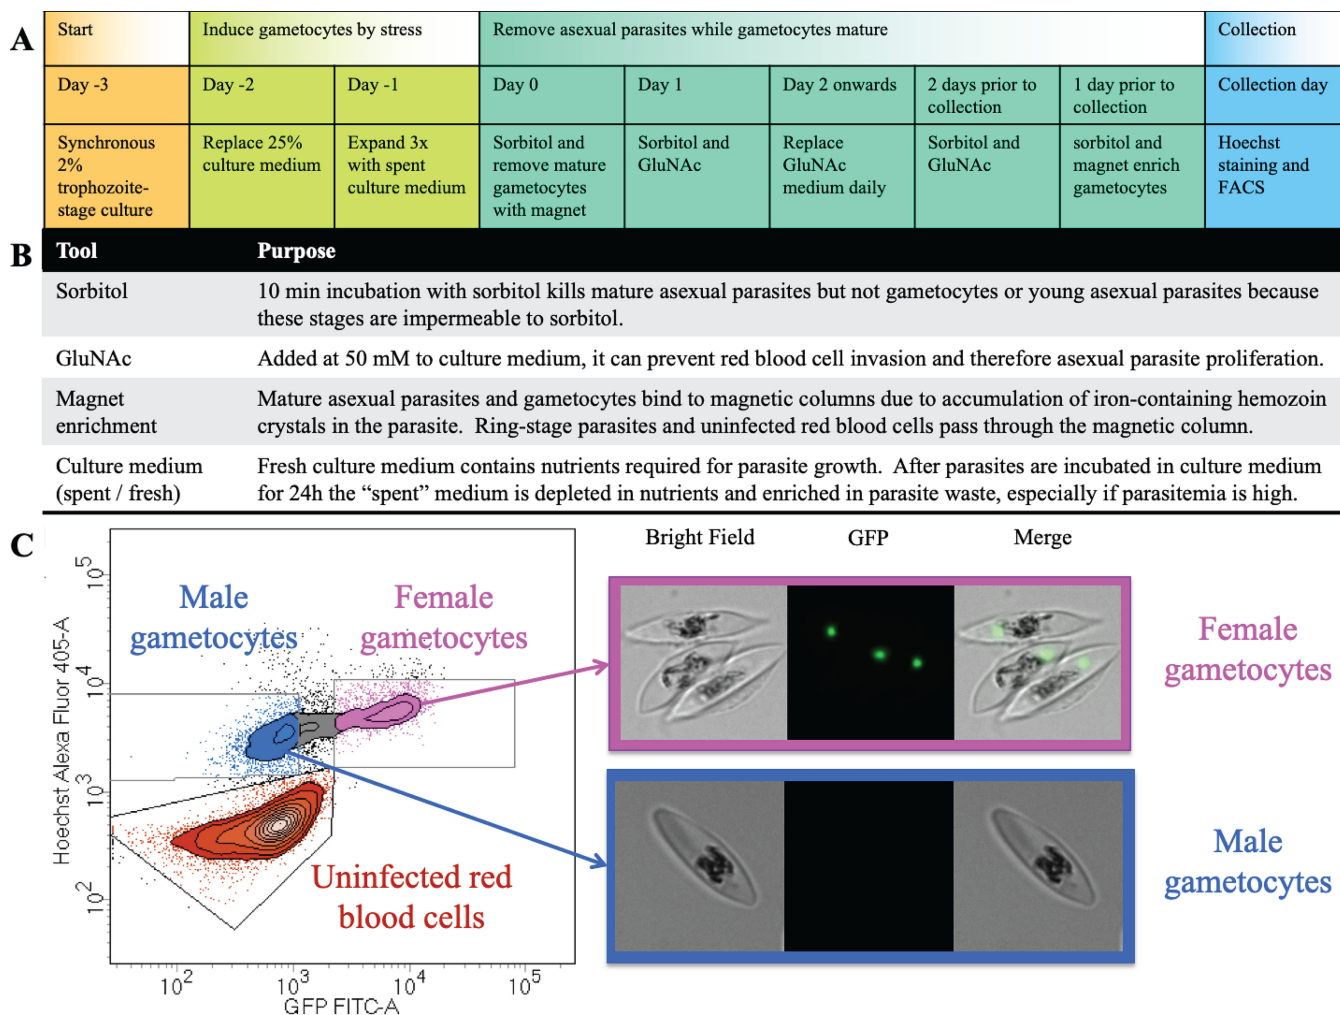 A
Start
Induce gametocytes by stress
Remove asexual parasites while gametocytes mature
Collection
Day -3
Day -2
Day -1
Day 0
Day 1
Day 2 onwards
2 days prior to
collection
1 day prior to
collection
Collection day
Synchronous
2%
trophozoite-
stage culture
Replace 25%
culture medium
Expand 3x
with spent
culture medium
Sorbitol and
remove mature
gametocytes
with magnet
Sorbitol and
GluNAc
Replace
GluNAc
medium daily
Sorbitol and
GluNAc
sorbitol and
magnet enrich
gametocytes
Hoechst
staining and
FACS
B
Tool
Purpose
Sorbitol
10 min incubation with sorbitol kills mature asexual parasites but not gametocytes or young asexual parasites because
these stages are impermeable to sorbitol.
GluNAc
Added at 50 mM to culture medium, it can prevent red blood cell invasion and therefore asexual parasite proliferation.
Magnet
enrichment
Mature asexual parasites and gametocytes bind to magnetic columns due to accumulation of iron-containing hemozoin
crystals in the parasite. Ring-stage parasites and uninfected red blood cells pass through the magnetic column.
Culture medium
(spent / fresh)
Fresh culture medium contains nutrients required for parasite growth. After parasites are incubated in culture medium
for 24h the “spent” medium is depleted in nutrients and enriched in parasite waste, especially if parasitemia is high.
C
Hoechst Alexa Fluor 405-A
10^5
10^4
10^3
10^2
Male
gametocytes
Female
gametocytes
Uninfected red
blood cells
10^2
10^3
10^4
10^5
GFP FITC-A
Bright Field
GFP
Merge
Female
gametocytes
Male
gametocytes